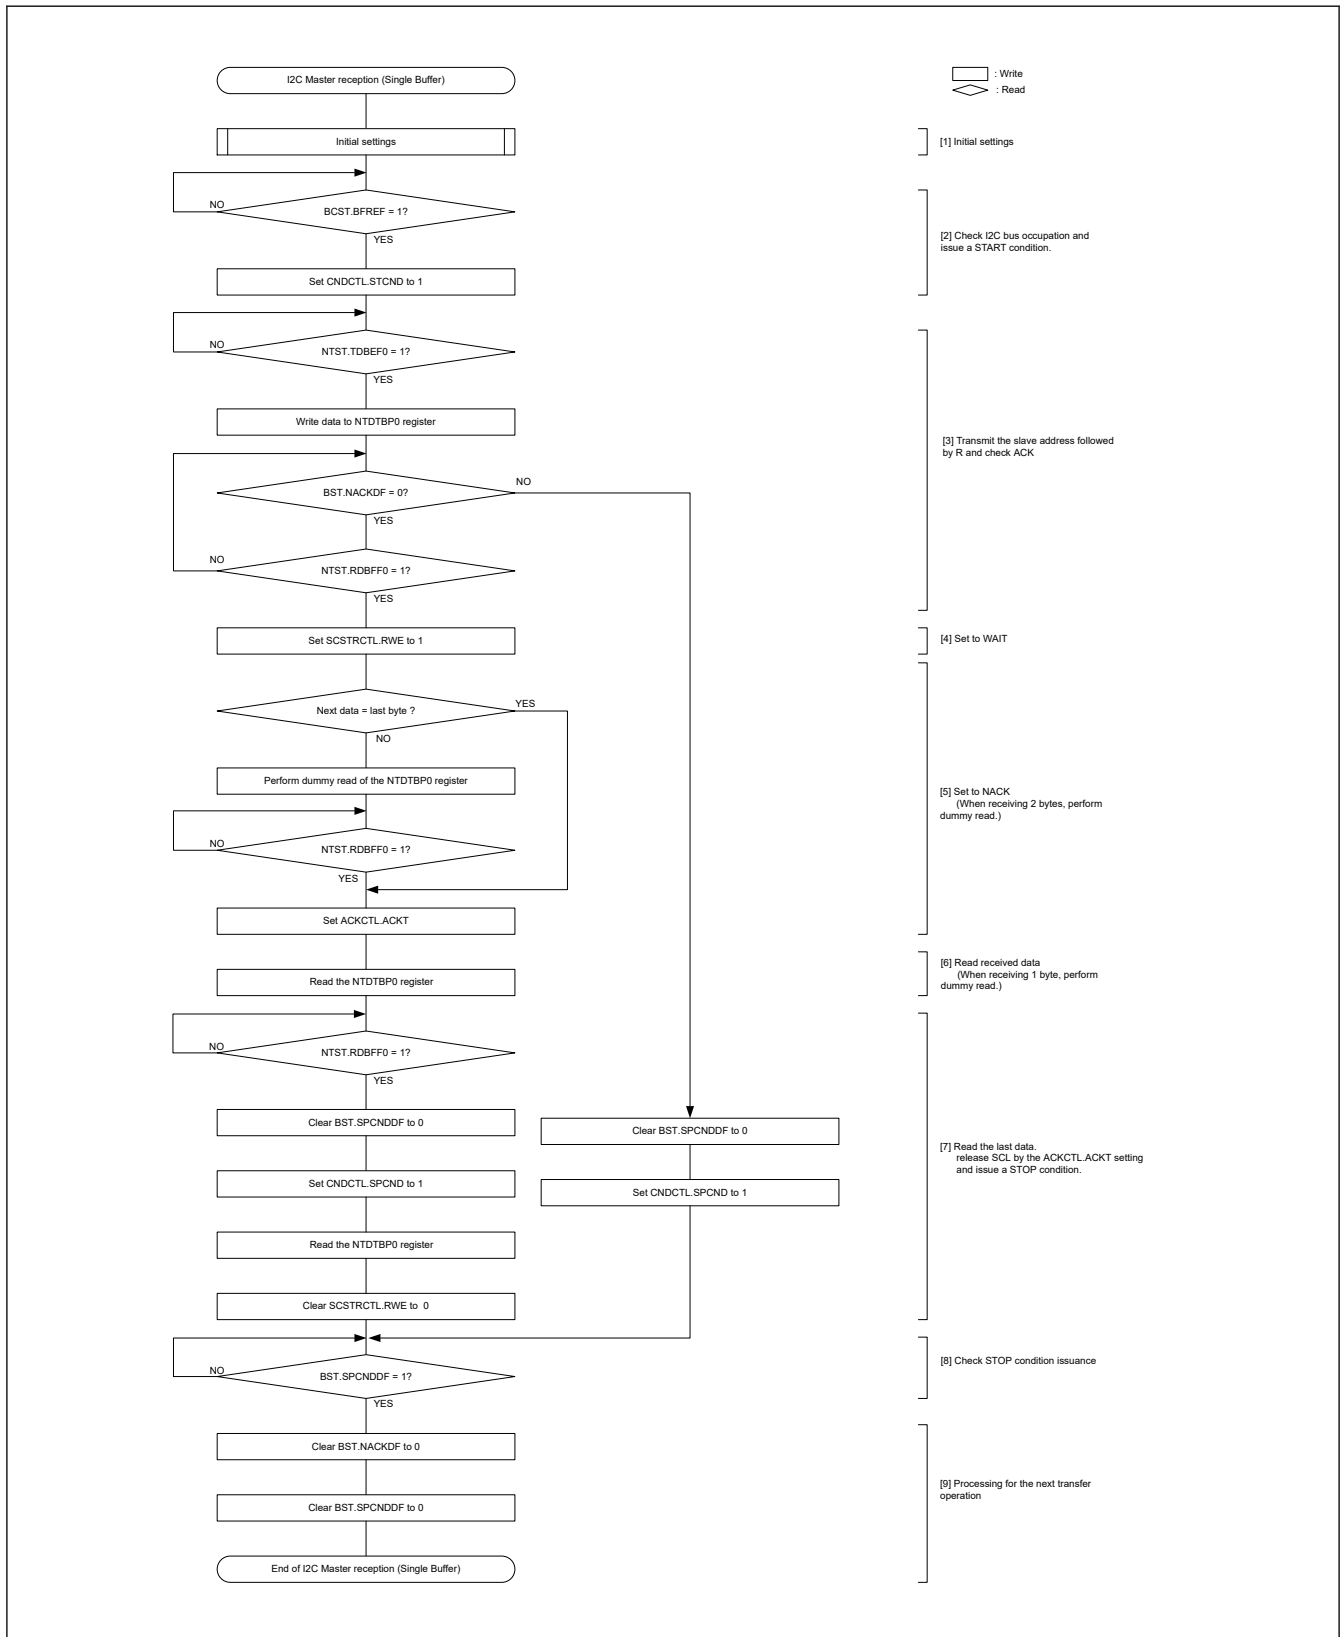 I2C Master reception (Single Buffer)
: Write
: Read
Initial settings
[1] Initial settings
NO
BCST.BFREF = 1?
YES
[2] Check I2C bus occupation and
issue a START condition.
Set CNDCTL.STCND to 1
NO
NTST.TDBEF0 = 1?
YES
Write data to NTDTBP0 register
[3] Transmit the slave address followed
by R and check ACK
BST.NACKDF = 0?
NO
YES
NO
NTST.RDBFF0 = 1?
YES
Set SCSTRCTL.RWE to 1
[4] Set to WAIT
Next data = last byte ?
YES
NO
Perform dummy read of the NTDTBP0 register
[5] Set to NACK
(When receiving 2 bytes, perform
dummy read.)
NO
NTST.RDBFF0 = 1?
YES
Set ACKCTL.ACKT
Read the NTDTBP0 register
[6] Read received data
(When receiving 1 byte, perform
dummy read.)
NO
NTST.RDBFF0 = 1?
YES
Clear BST.SPCNDDF to 0
Clear BST.SPCNDDF to 0
[7] Read the last data.
release SCL by the ACKCTL.ACKT setting
and issue a STOP condition.
Set CNDCTL.SPCND to 1
Set CNDCTL.SPCND to 1
Read the NTDTBP0 register
Clear SCSTRCTL.RWE to  0
NO
BST.SPCNDDF = 1?
YES
[8] Check STOP condition issuance
Clear BST.NACKDF to 0
[9] Processing for the next transfer
operation
Clear BST.SPCNDDF to 0
End of I2C Master reception (Single Buffer)